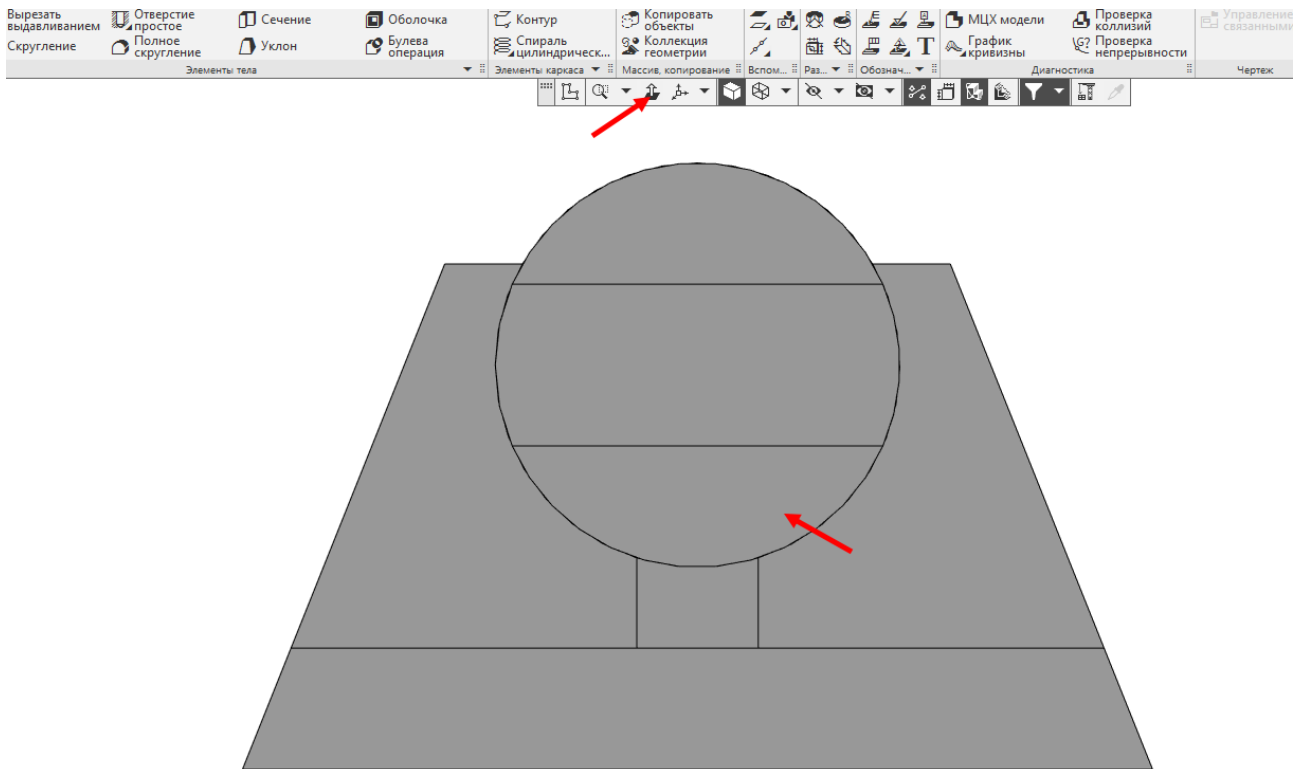 Вырезать выдавливанием
Отверстие простое
Сечение
Оболочка
Контур
Копировать объекты
МЦХ модели
Проверка коллизий
Управление связанными
Скругление
Полное скругление
Уклон
Булева операция
Спираль цилиндрическ...
Коллекция геометрии
T
График кривизны
Проверка непрерывности
Элементы тела
Элементы каркаса
Массив, копирование
Вспом...
Раз...
Обознач...
Диагностика
Чертеж